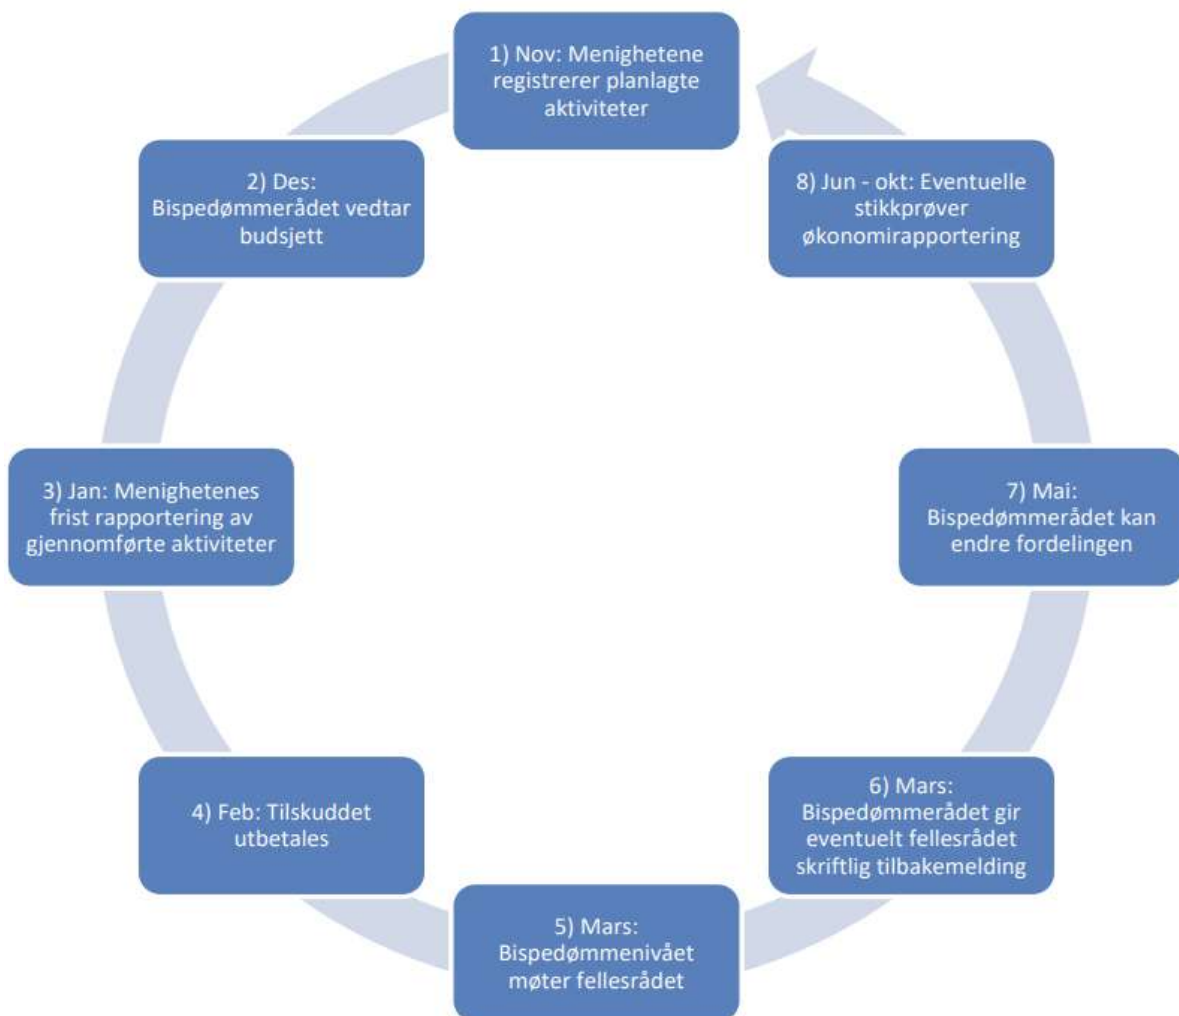 1) Nov: Menighetene
registrerer planlagte
aktiviteter
2) Des:
Bispedømmerådet vedtar
budsjett
3) Jan: Menighetenes
frist rapportering av
gjennomførte aktiviteter
4) Feb: Tilskuddet
utbetales
5) Mars:
Bispedømmenivået
møter fellesrådet
6) Mars:
Bispedømmerådet gir
eventuelt fellesrådet
skriftlig tilbakemelding
7) Mai:
Bispedømmerådet kan
endre fordelingen
8) Jun - okt: Eventuelle
stikkprøver
økonomirapportering